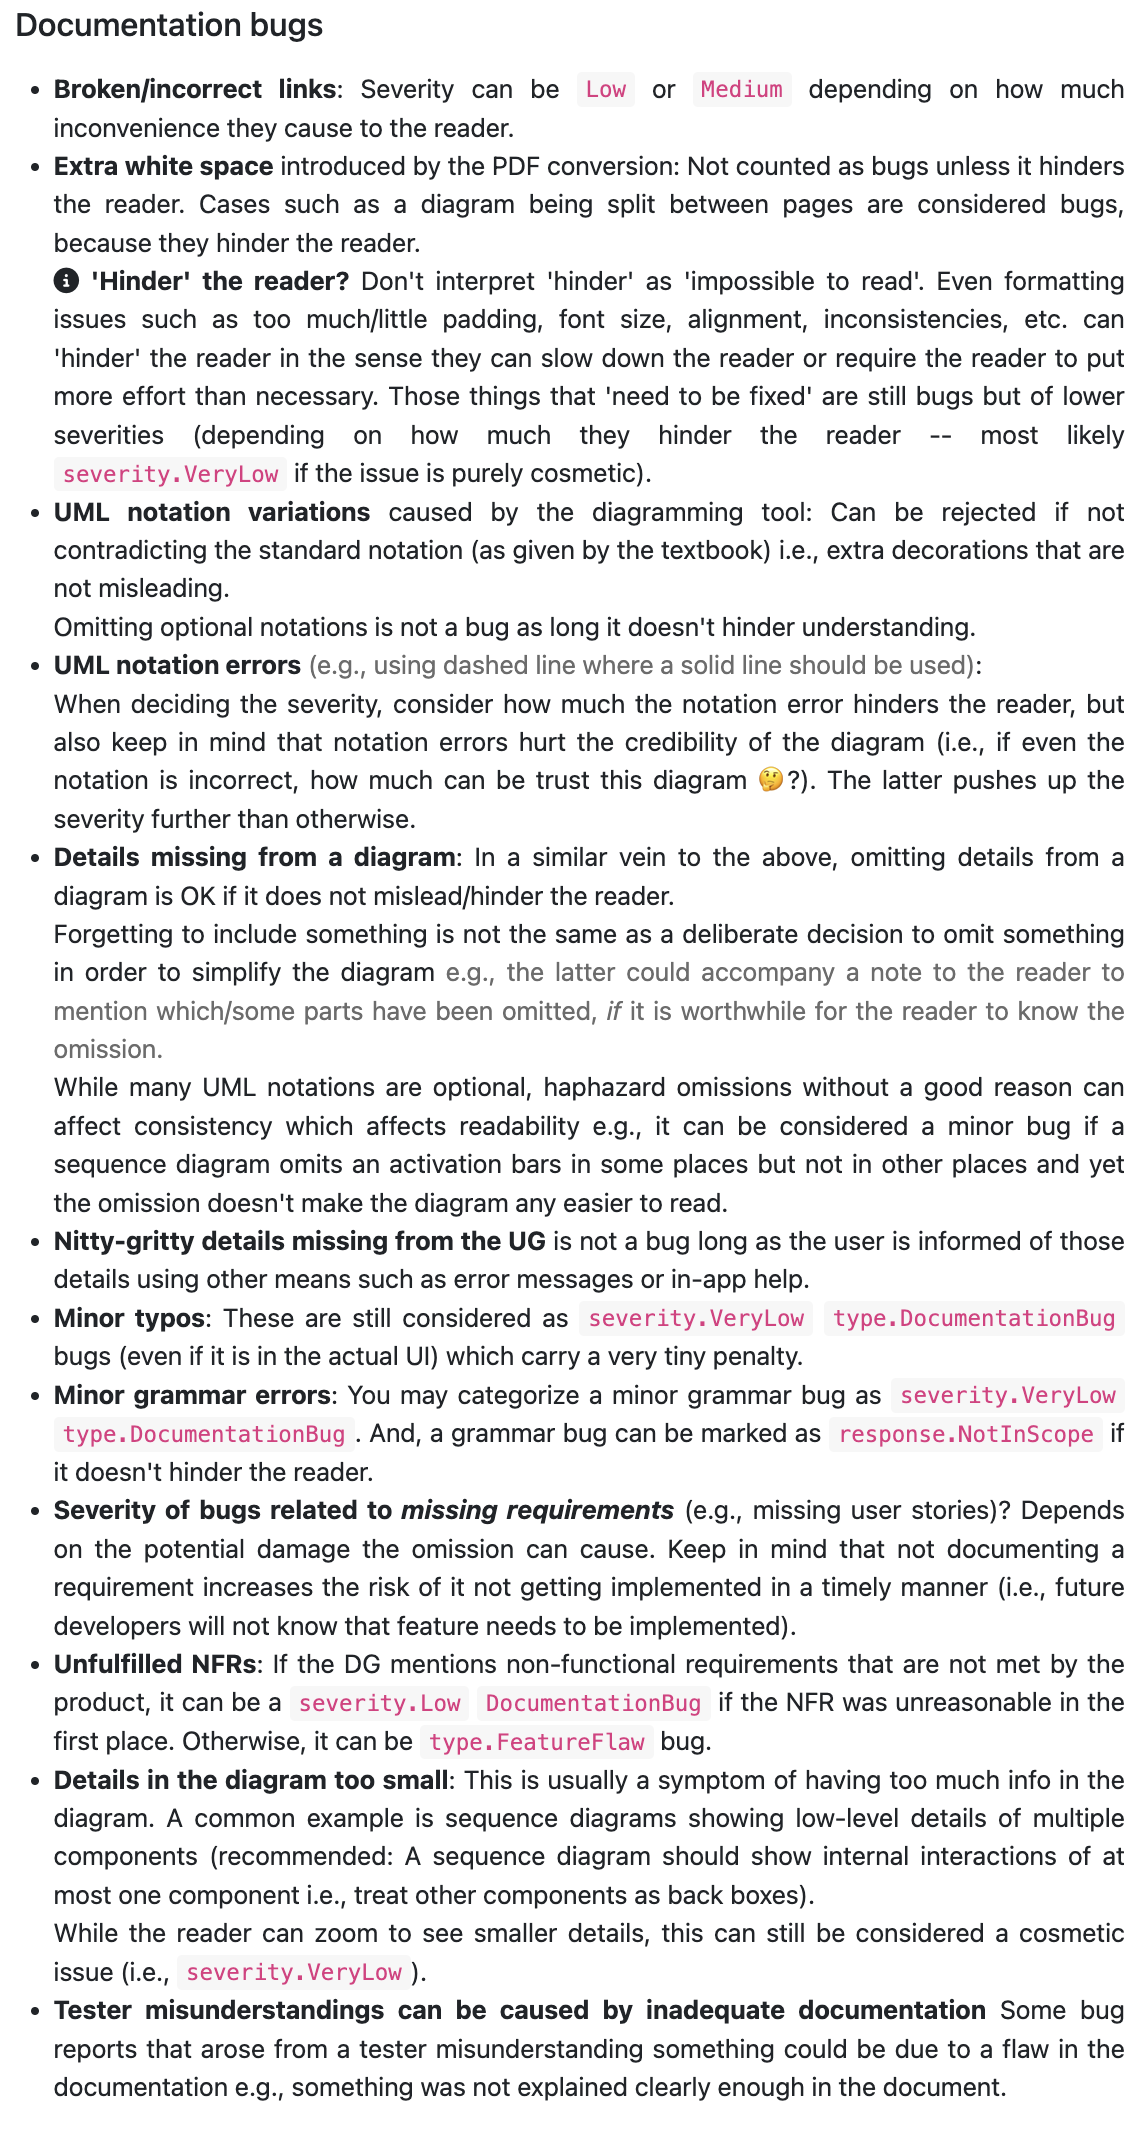 Documentation bugs
• Broken/incorrect links: Severity can be Low or Medium depending on how much
inconvenience they cause to the reader.
• Extra white space introduced by the PDF conversion: Not counted as bugs unless it hinders
the reader. Cases such as a diagram being split between pages are considered bugs,
because they hinder the reader.
'Hinder' the reader? Don't interpret 'hinder' as 'impossible to read'. Even formatting
issues such as too much/little padding, font size, alignment, inconsistencies, etc. can
'hinder' the reader in the sense they can slow down the reader or require the reader to put
more effort than necessary. Those things that 'need to be fixed' are still bugs but of lower
severities (depending on how much they hinder the reader -- most likely
severity.VeryLow if the issue is purely cosmetic).
• UML notation variations caused by the diagramming tool: Can be rejected if not
contradicting the standard notation (as given by the textbook) i.e., extra decorations that are
not misleading.
Omitting optional notations is not a bug as long it doesn't hinder understanding.
• UML notation errors (e.g., using dashed line where a solid line should be used):
When deciding the severity, consider how much the notation error hinders the reader, but
also keep in mind that notation errors hurt the credibility of the diagram (i.e., if even the
notation is incorrect, how much can be trust this diagram 🤔?). The latter pushes up the
severity further than otherwise.
• Details missing from a diagram: In a similar vein to the above, omitting details from a
diagram is OK if it does not mislead/hinder the reader.
Forgetting to include something is not the same as a deliberate decision to omit something
in order to simplify the diagram e.g., the latter could accompany a note to the reader to
mention which/some parts have been omitted, if it is worthwhile for the reader to know the
omission.
While many UML notations are optional, haphazard omissions without a good reason can
affect consistency which affects readability e.g., it can be considered a minor bug if a
sequence diagram omits an activation bars in some places but not in other places and yet
the omission doesn't make the diagram any easier to read.
• Nitty-gritty details missing from the UG is not a bug long as the user is informed of those
details using other means such as error messages or in-app help.
• Minor typos: These are still considered as severity.VeryLow type.DocumentationBug
bugs (even if it is in the actual UI) which carry a very tiny penalty.
• Minor grammar errors: You may categorize a minor grammar bug as severity.VeryLow
type.DocumentationBug. And, a grammar bug can be marked as response.NotInScope if
it doesn't hinder the reader.
• Severity of bugs related to missing requirements (e.g., missing user stories)? Depends
on the potential damage the omission can cause. Keep in mind that not documenting a
requirement increases the risk of it not getting implemented in a timely manner (i.e., future
developers will not know that feature needs to be implemented).
• Unfulfilled NFRs: If the DG mentions non-functional requirements that are not met by the
product, it can be a severity.Low DocumentationBug if the NFR was unreasonable in the
first place. Otherwise, it can be type.FeatureFlaw bug.
• Details in the diagram too small: This is usually a symptom of having too much info in the
diagram. A common example is sequence diagrams showing low-level details of multiple
components (recommended: A sequence diagram should show internal interactions of at
most one component i.e., treat other components as back boxes).
While the reader can zoom to see smaller details, this can still be considered a cosmetic
issue (i.e., severity.VeryLow).
• Tester misunderstandings can be caused by inadequate documentation Some bug
reports that arose from a tester misunderstanding something could be due to a flaw in the
documentation e.g., something was not explained clearly enough in the document.